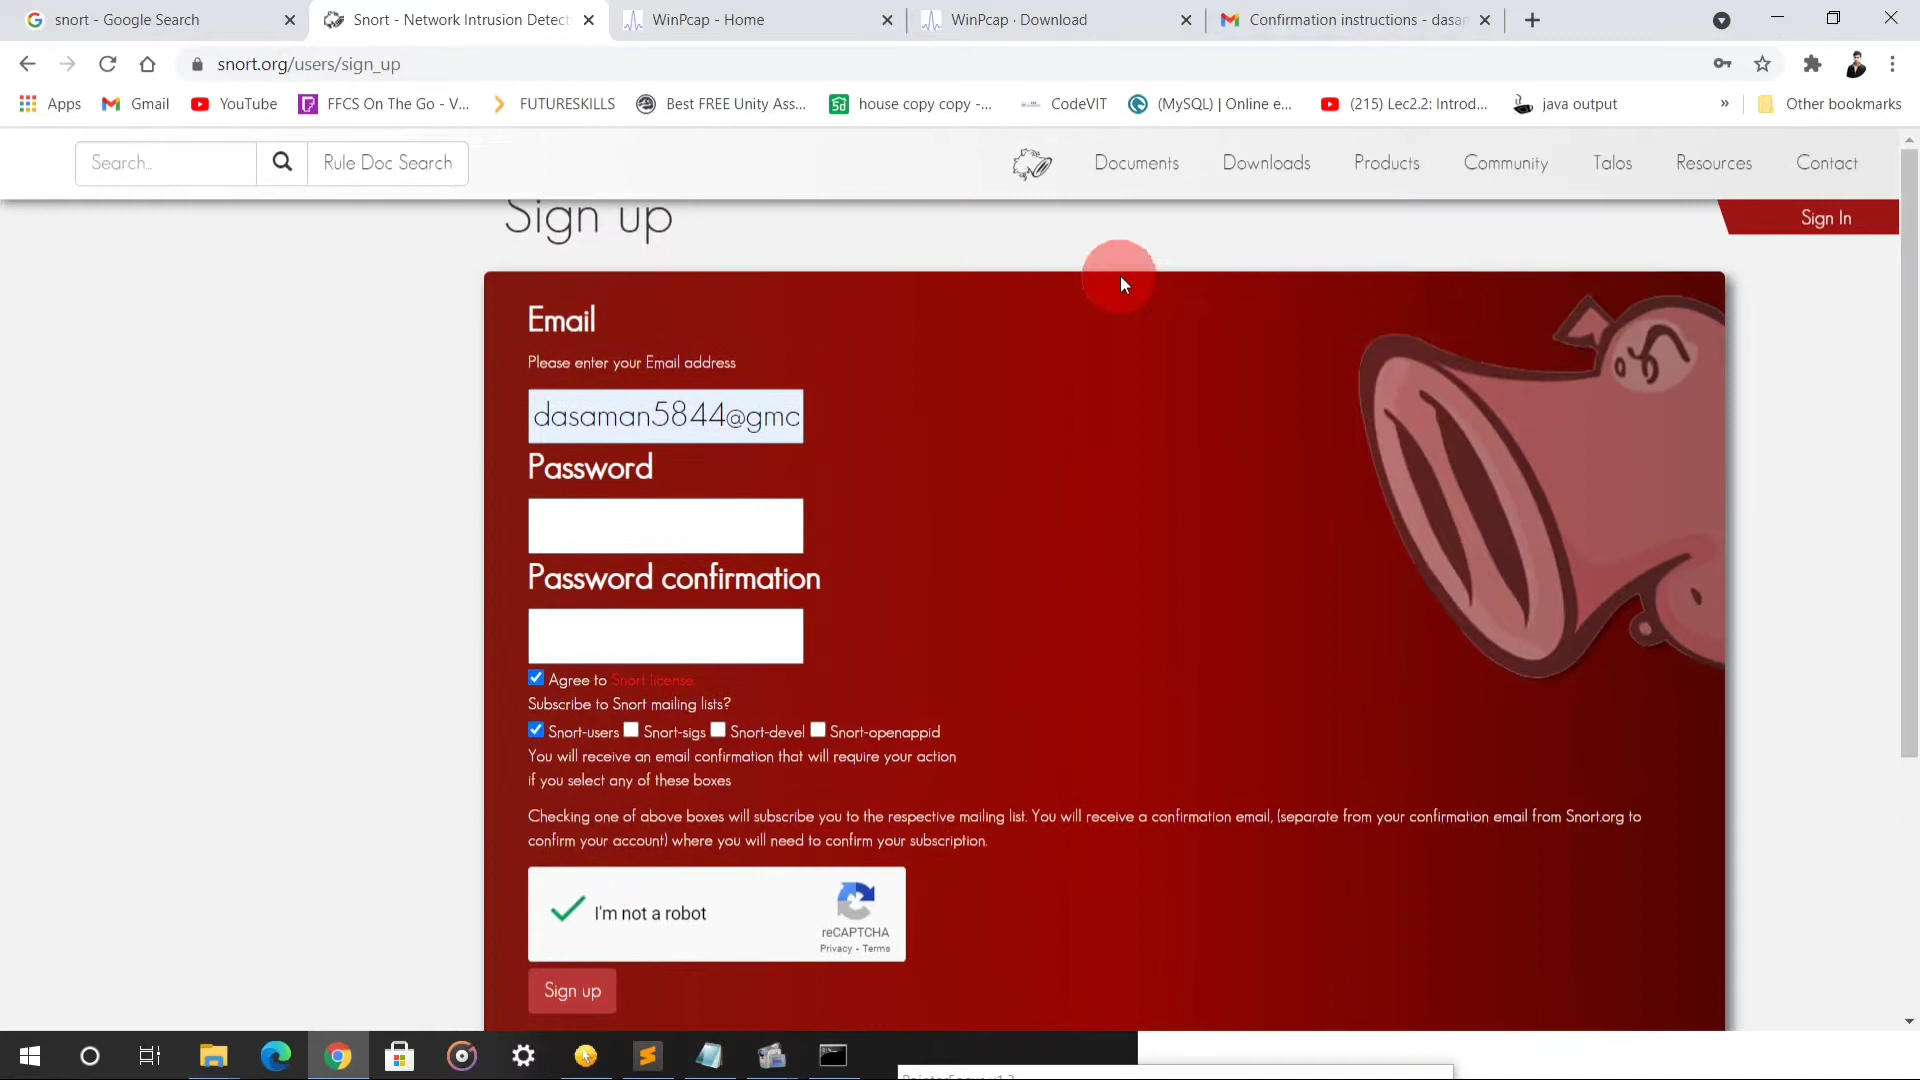 snort - Google Search
Snort - Network Intrusion Detect
WinPcap - Home
WinPcap · Download
Confirmation instructions - dasan
snort.org/users/sign_up
Apps
Gmail
YouTube
FFCS On The Go - V...
FUTURESKILLS
Best FREE Unity Ass...
house copy copy -...
CodeVIT
(MySQL) | Online e...
(215) Lec2.2: Introd...
java output
»
Other bookmarks
Search...
Rule Doc Search
Documents
Downloads
Products
Community
Talos
Resources
Contact
Sign up
Sign In
Email
Please enter your Email address
dasaman5844@gmc
Password
Password confirmation
Agree to Snort license
Subscribe to Snort mailing lists?
Snort-users Snort-sigs Snort-devel Snort-openappid
You will receive an email confirmation that will require your action
if you select any of these boxes
Checking one of above boxes will subscribe you to the respective mailing list. You will receive a confirmation email, (separate from your confirmation email from Snort.org to
confirm your account) where you will need to confirm your subscription.
I'm not a robot
reCAPTCHA
Privacy - Terms
Sign up